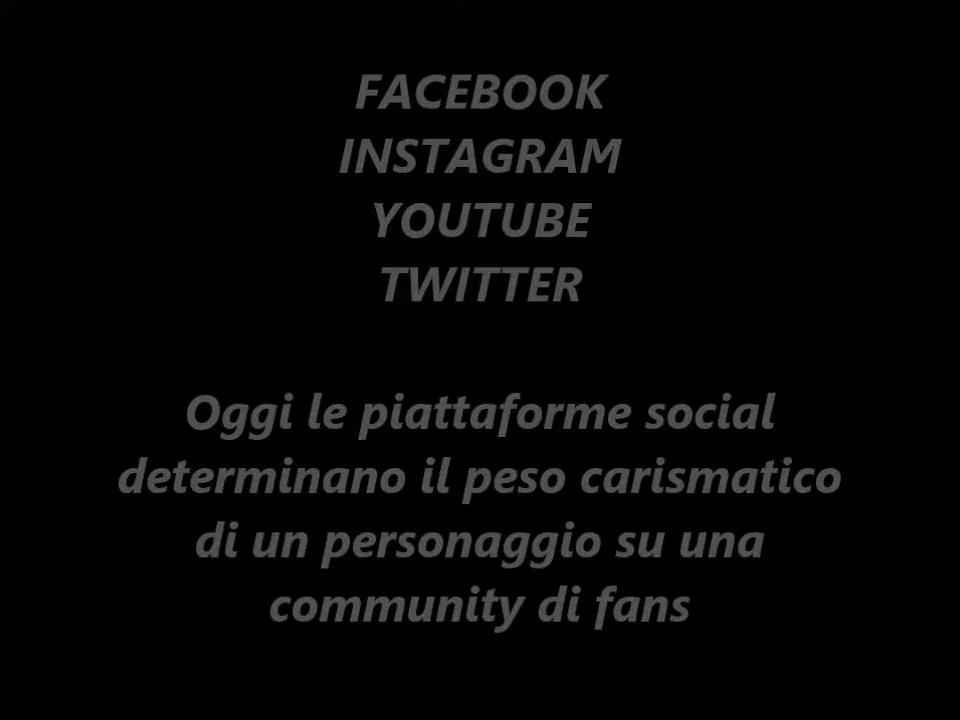 FACEBOOK
INSTAGRAM
YOUTUBE
TWITTER
Oggi le piattaforme social
determinano il peso carismatico
di un personaggio su una
community di fans